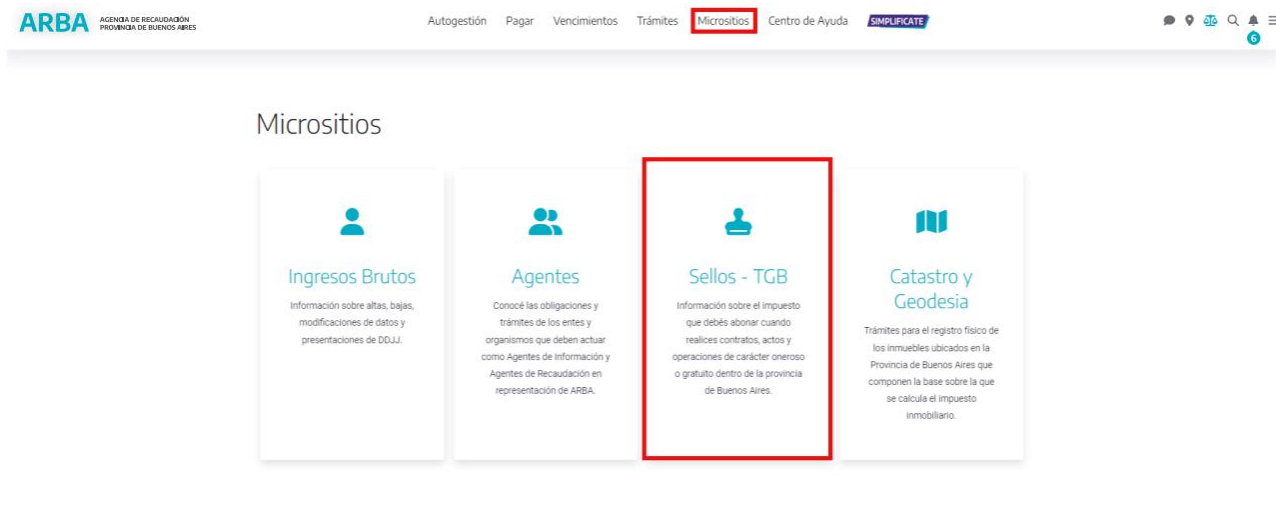 ARBA
AGENCIA DE RECAUDACIÓN
PROVINCIA DE BUENOS AIRES
Autogestión Pagar Vencimientos Trámites Micrositios Centro de Ayuda SIMPLIFICATE
6
Micrositios
Ingresos Brutos
Información sobre altas, bajas,
modificaciones de datos y
presentaciones de DDJJ.
Agentes
Conocé las obligaciones y
trámites de los entes y
organismos que deben actuar
como Agentes de Información y
Agentes de Recaudación en
representación de ARBA.
Sellos - TGB
Información sobre el impuesto
que debés abonar cuando
realices contratos, actos y
operaciones de carácter oneroso
o gratuito dentro de la provincia
de Buenos Aires.
Catastro y
Geodesia
Trámites para el registro físico de
los inmuebles ubicados en la
Provincia de Buenos Aires que
componen la base sobre la que
se calcula el impuesto
inmobiliario.